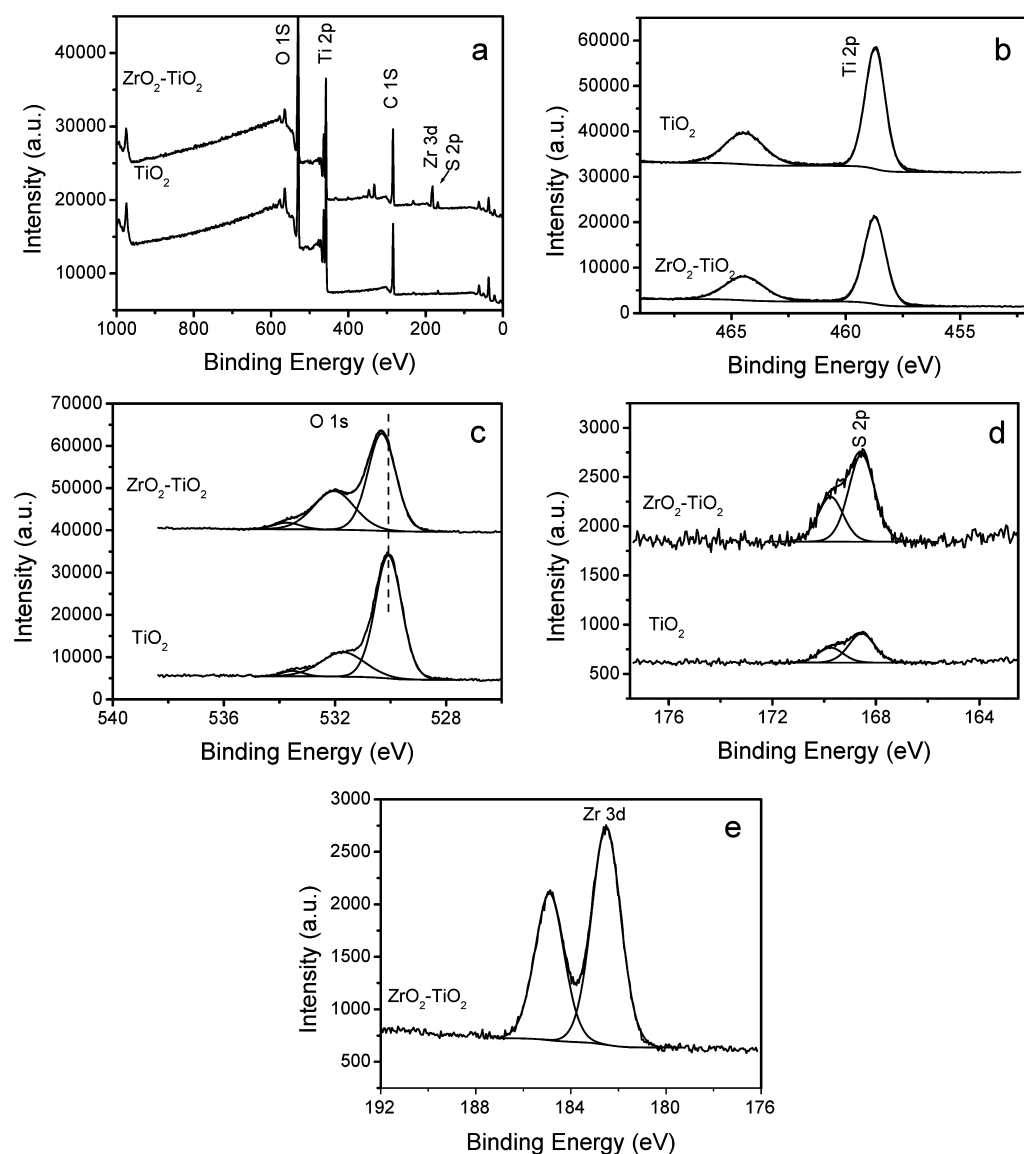 a
40000
30000
20000
10000
Intensity (a.u.)
ZrO2-TiO2
TiO2
O 1S
Ti 2p
C 1S
Zr 3d
S 2p
1000 800 600 400 200 0
Binding Energy (eV)
b
60000
50000
40000
30000
20000
10000
0
Intensity (a.u.)
Ti 2p
TiO2
ZrO2-TiO2
465 460 455
Binding Energy (eV)
c
70000
60000
50000
40000
30000
20000
10000
0
Intensity (a.u.)
O 1s
ZrO2-TiO2
TiO2
540 536 532 528
Binding Energy (eV)
d
3000
2500
2000
1500
1000
500
Intensity (a.u.)
S 2p
ZrO2-TiO2
TiO2
176 172 168 164
Binding Energy (eV)
e
3000
2500
2000
1500
1000
500
Intensity (a.u.)
Zr 3d
ZrO2-TiO2
192 188 184 180 176
Binding Energy (eV)